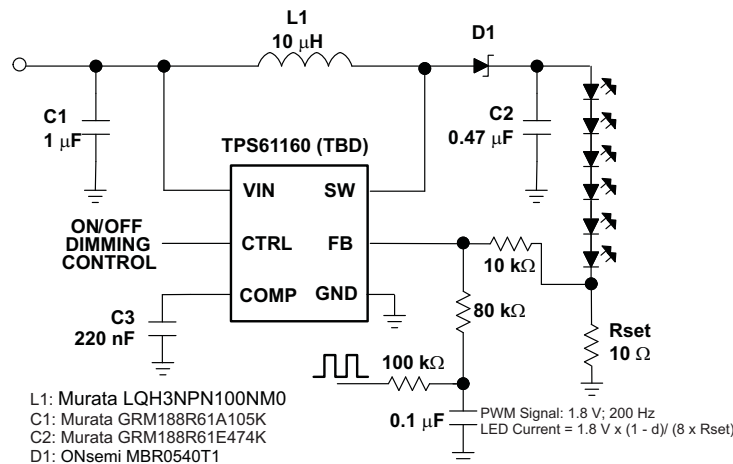 L1
10 μH
D1
C1
1 μF
C2
0.47 μF
TPS61160 (TBD)
VIN
SW
ON/OFF
DIMMING
CONTROL
CTRL
FB
10 kΩ
COMP
GND
C3
220 nF
80 kΩ
Rset
10 Ω
100 kΩ
0.1 μF
PWM Signal: 1.8 V; 200 Hz
LED Current = 1.8 V x (1 - d)/ (8 x Rset)
L1: Murata LQH3NPN100NM0
C1: Murata GRM188R61A105K
C2: Murata GRM188R61E474K
D1: ONsemi MBR0540T1